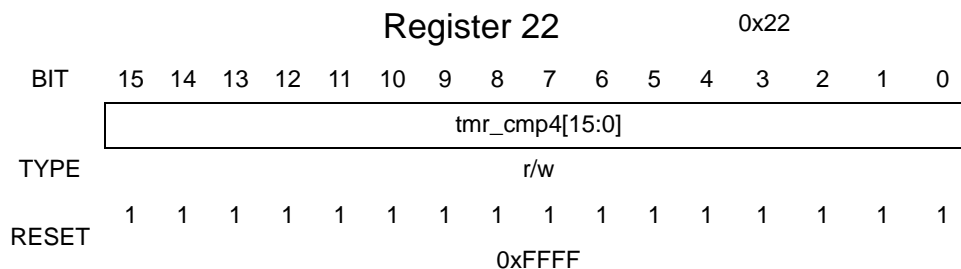 Register 22 0x22
BIT 15 14 13 12 11 10 9 8 7 6 5 4 3 2 1 0
tmr_cmp4[15:0]
TYPE r/w
RESET 1 1 1 1 1 1 1 1 1 1 1 1 1 1 1 1
0xFFFF